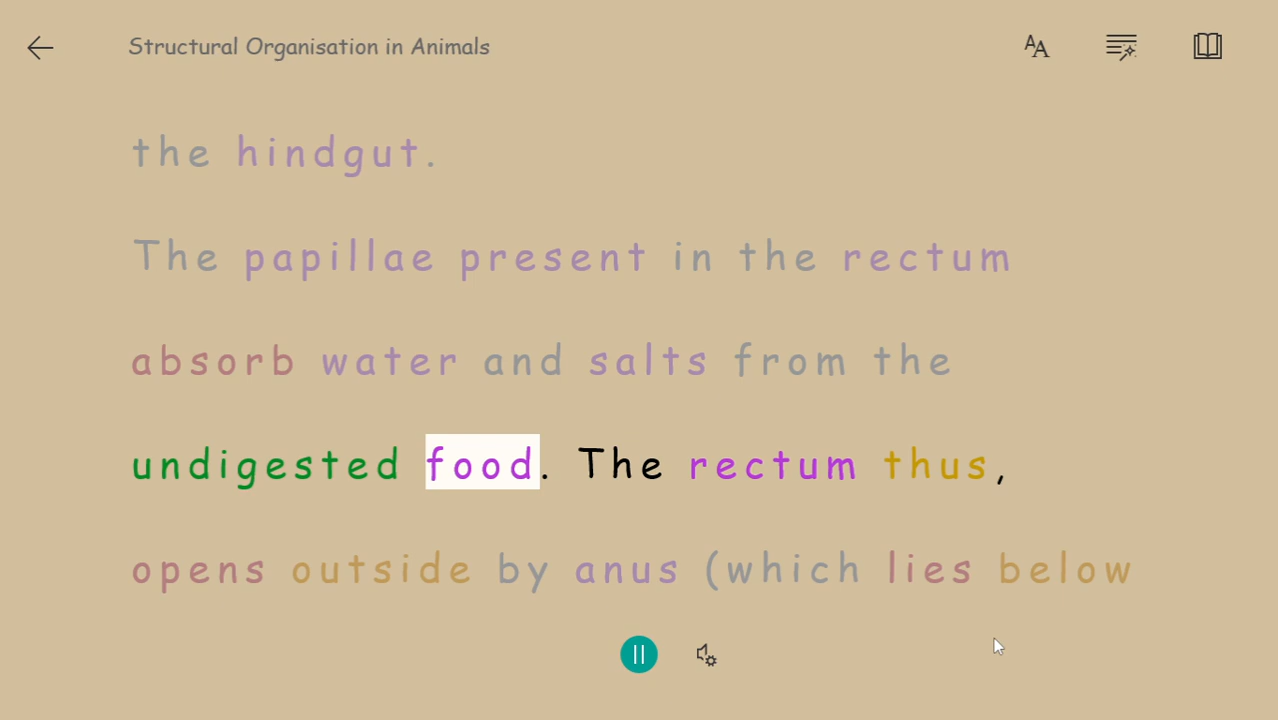 Structural Organisation in Animals
the hindgut.
The papillae present in the rectum
absorb water and salts from the
undigested food. The rectum thus,
opens outside by anus (which lies below